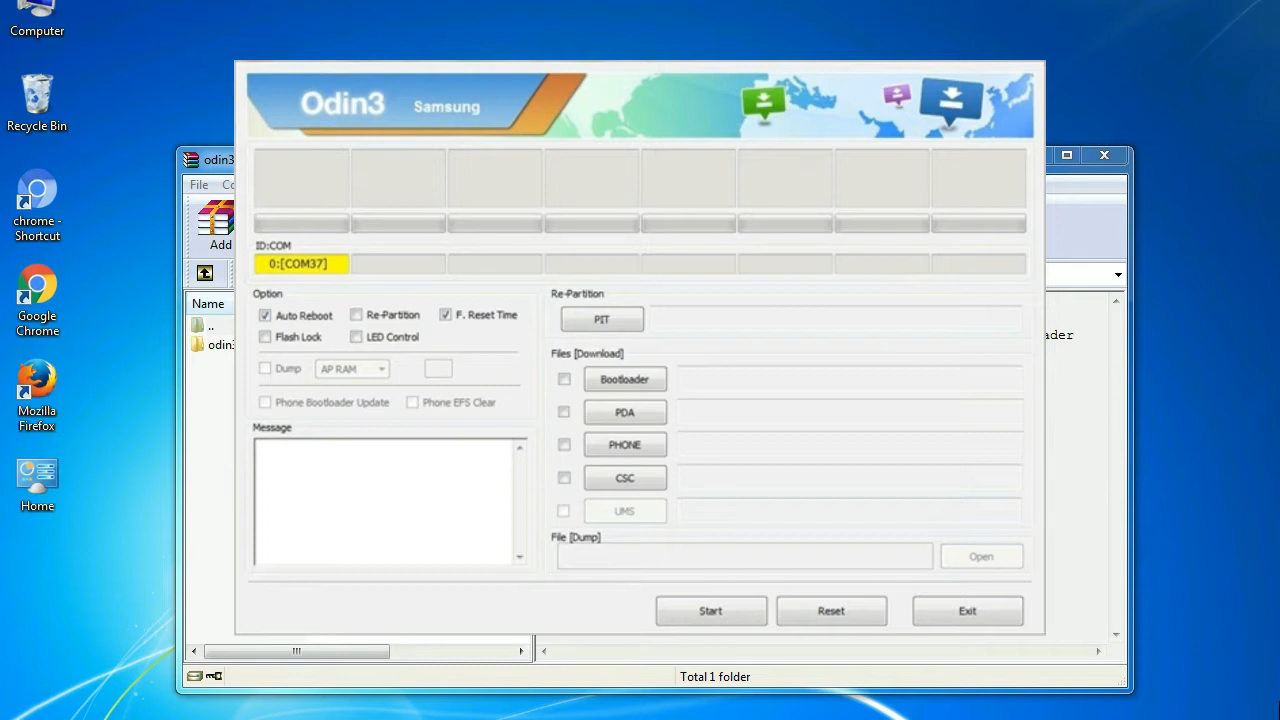 Computer
Recycle Bin
chrome -
Shortcut
Google
Chrome
Mozilla
Firefox
Home
odin3
File
Add
Name
..
odin3
Odin3 Samsung
ID:COM
0:[COM37]
Option
Auto Reboot Re-Partition F. Reset Time
Flash Lock LED Control
Dump AP RAM
Phone Bootloader Update Phone EFS Clear
Message
Re-Partition
PIT
Files [Download]
Bootloader
PDA
PHONE
CSC
UMS
File [Dump]
Open
Start Reset Exit
Total 1 folder